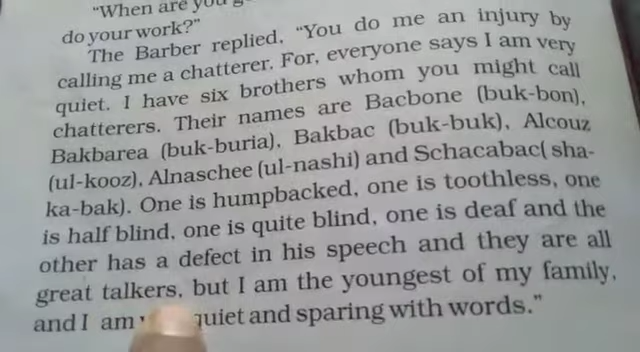 "When are you
do your work?"
The Barber replied, "You do me an injury by
calling me a chatterer. For, everyone says I am very
quiet. I have six brothers whom you might call
chatterers. Their names are Bacbone (buk-bon),
Bakbarea (buk-buria), Bakbac (buk-buk), Alcouz
(ul-kooz), Alnaschee (ul-nashi) and Schacabac( sha-
ka-bak). One is humpbacked, one is toothless, one
is half blind, one is quite blind, one is deaf and the
other has a defect in his speech and they are all
great talkers, but I am the youngest of my family,
and I am quiet and sparing with words."